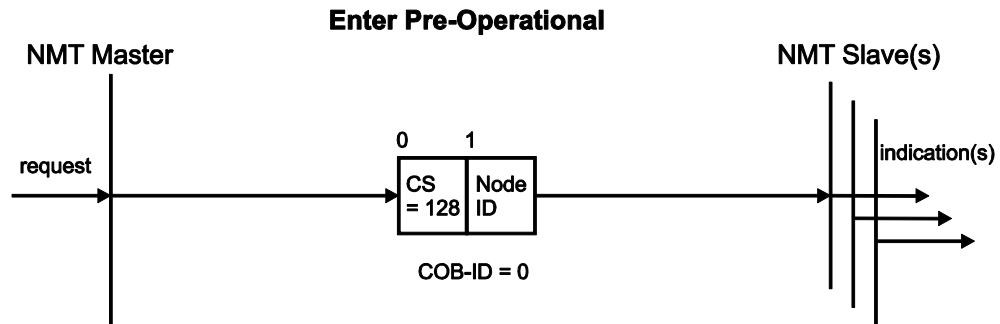 Enter Pre-Operational
NMT Master
NMT Slave(s)
request
0
1
indication(s)
CS
= 128
Node
ID
COB-ID = 0